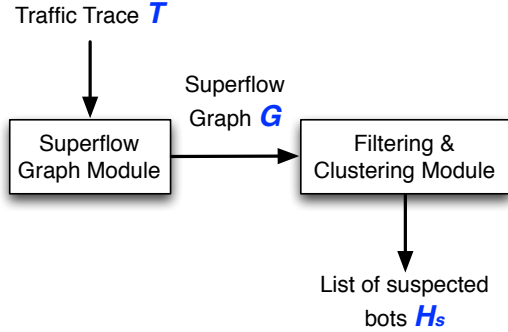 Traffic Trace T
Superflow
Graph G
Superflow
Graph Module
Filtering &
Clustering Module
List of suspected
bots Hs